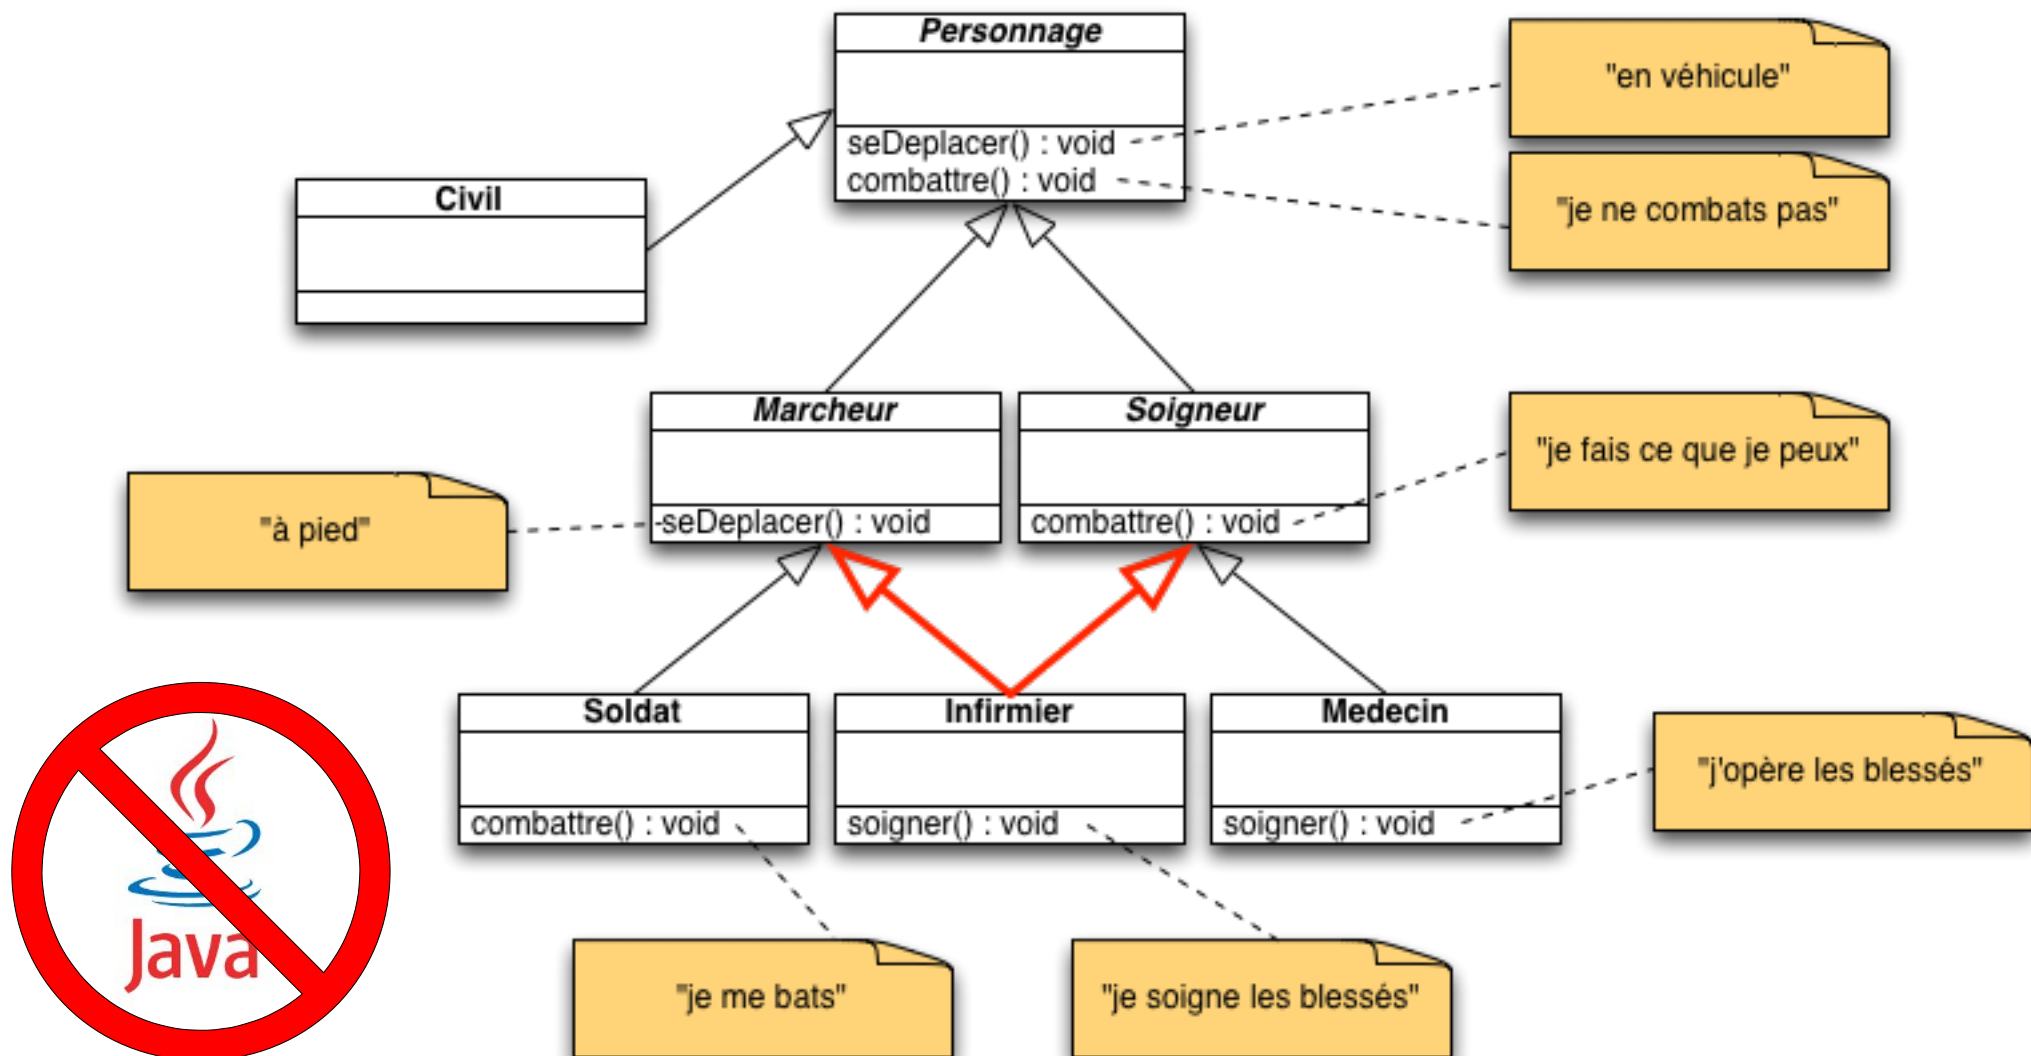 Personnage
seDeplacer() : void
combattre() : void
"en véhicule"
"je ne combats pas"
Civil
Marcheur
-seDeplacer() : void
Soigneur
combattre() : void
"je fais ce que je peux"
"à pied"
Soldat
combattre() : void
Infirmier
soigner() : void
Medecin
soigner() : void
"j'opère les blessés"
Java
"je me bats"
"je soigne les blessés"